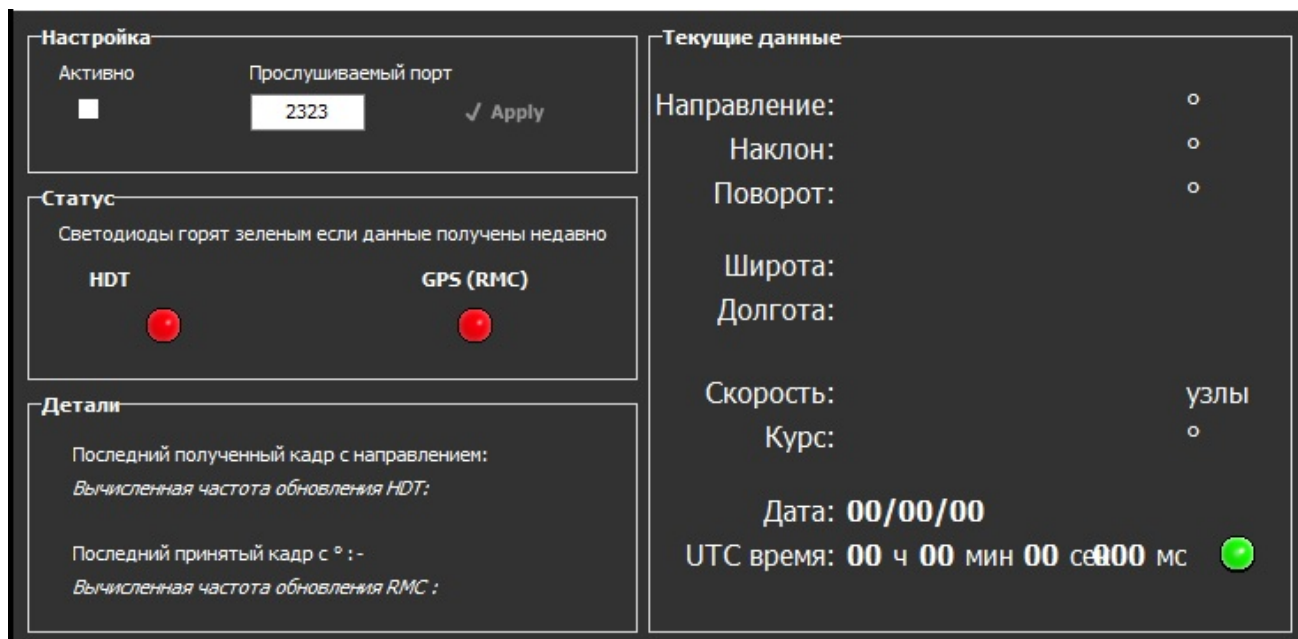 Настройка
Активно
Прослушиваемый порт
2323
✓ Apply
Статус
Светодиоды горят зеленым если данные получены недавно
HDT
GPS (RMC)
Детали
Последний полученный кадр с направлением:
Вычисленная частота обновления HDT:
Последний принятый кадр с ° : -
Вычисленная частота обновления RMC :
Текущие данные
Направление: °
Наклон: °
Поворот: °
Широта:
Долгота:
Скорость: узлы
Курс: °
Дата: 00/00/00
UTC время: 00 ч 00 мин 00 сек 000 мс